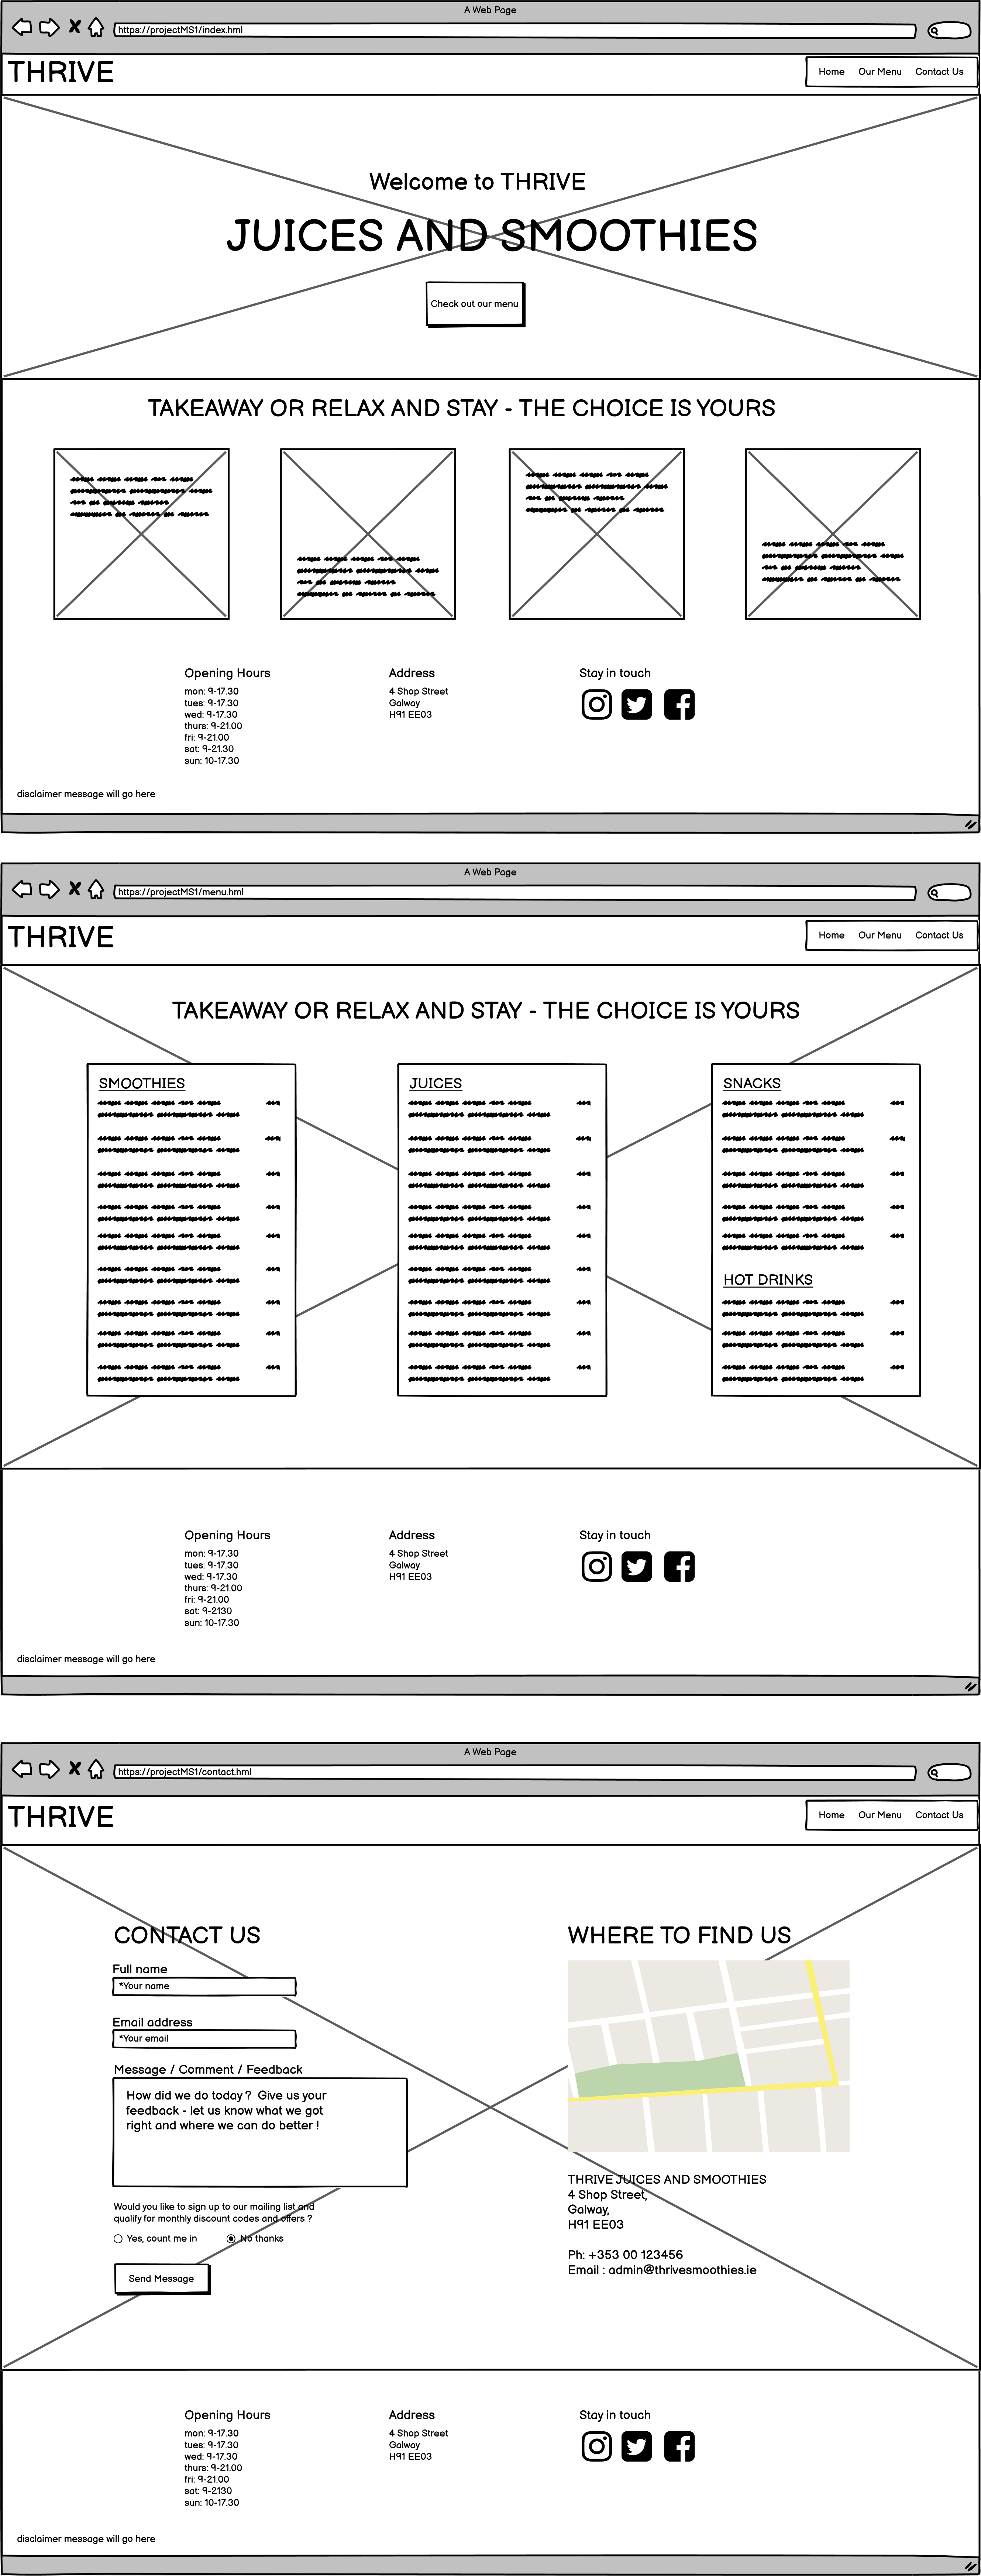 A Web Page
https://projectMS1/index.hml
THRIVE
Home Our Menu Contact Us
Welcome to THRIVE
JUICES AND SMOOTHIES
Check out our menu
TAKEAWAY OR RELAX AND STAY - THE CHOICE IS YOURS
Opening Hours
mon: 9-17.30
tues: 9-17.30
wed: 9-17.30
thurs: 9-21.00
fri: 9-21.00
sat: 9-21.30
sun: 10-17.30
Address
4 Shop Street
Galway
H91 EE03
Stay in touch
disclaimer message will go here
A Web Page
https://projectMS1/menu.hml
THRIVE
Home Our Menu Contact Us
TAKEAWAY OR RELAX AND STAY - THE CHOICE IS YOURS
SMOOTHIES
JUICES
SNACKS
HOT DRINKS
Opening Hours
mon: 9-17.30
tues: 9-17.30
wed: 9-17.30
thurs: 9-21.00
fri: 9-21.00
sat: 9-2130
sun: 10-17.30
Address
4 Shop Street
Galway
H91 EE03
Stay in touch
disclaimer message will go here
A Web Page
https://projectMS1/contact.hml
THRIVE
Home Our Menu Contact Us
CONTACT US
Full name
*Your name
Email address
*Your email
Message / Comment / Feedback
How did we do today ? Give us your
feedback - let us know what we got
right and where we can do better !
Would you like to sign up to our mailing list and
qualify for monthly discount codes and offers ?
Yes, count me in No thanks
Send Message
WHERE TO FIND US
THRIVE JUICES AND SMOOTHIES
4 Shop Street,
Galway,
H91 EE03
Ph: +353 00 123456
Email : admin@thrivesmoothies.ie
Opening Hours
mon: 9-17.30
tues: 9-17.30
wed: 9-17.30
thurs: 9-21.00
fri: 9-21.00
sat: 9-2130
sun: 10-17.30
Address
4 Shop Street
Galway
H91 EE03
Stay in touch
disclaimer message will go here